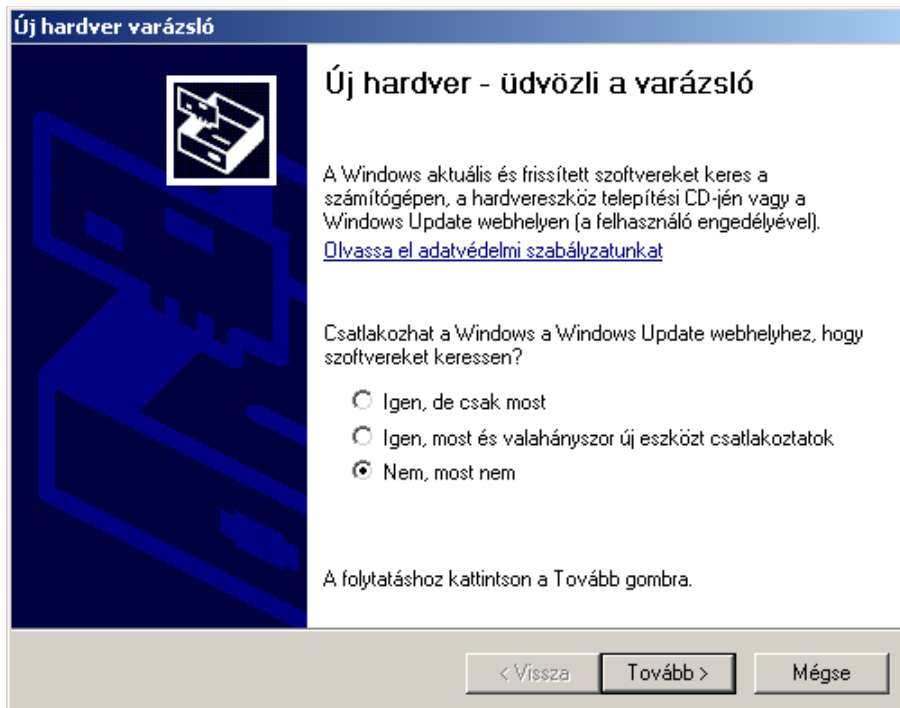 Új hardver varázsló
Új hardver - üdvözli a varázsló
A Windows aktuális és frissített szoftvereket keres a
számítógépen, a hardvereszköz telepítési CD-jén vagy a
Windows Update webhelyen (a felhasználó engedélyével).
Olvassa el adatvédelmi szabályzatunkat
Csatlakozhat a Windows a Windows Update webhelyhez, hogy
szoftvereket keressen?
Igen, de csak most
Igen, most és valahányszor új eszközt csatlakoztatok
Nem, most nem
A folytatáshoz kattintson a Tovább gombra.
< Vissza Tovább > Mégse